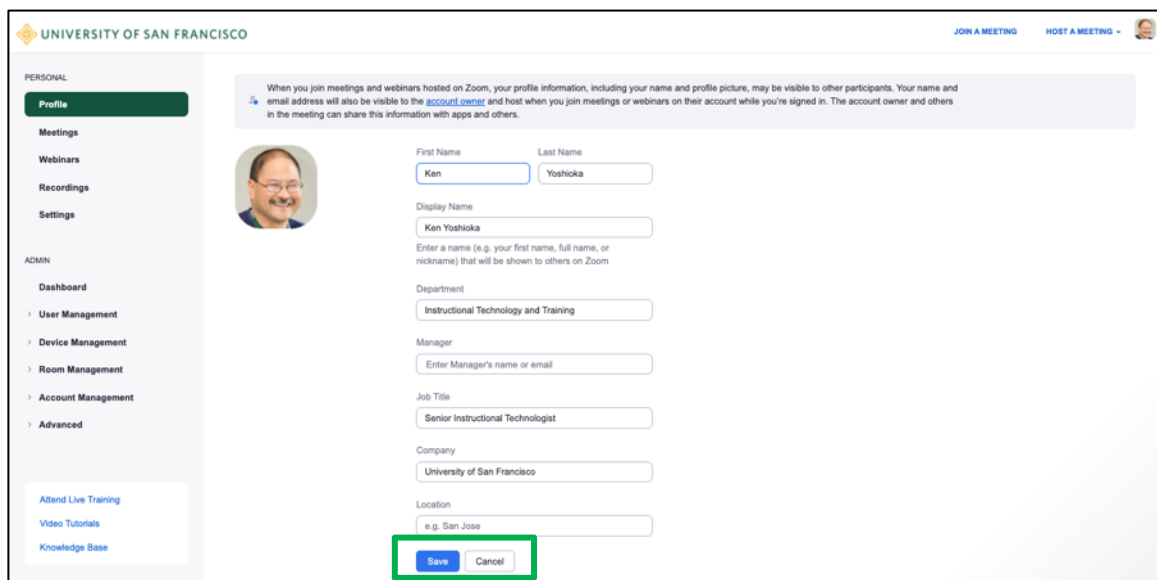 UNIVERSITY OF SAN FRANCISCO
JOIN A MEETING
HOST A MEETING
PERSONAL
Profile
Meetings
Webinars
Recordings
Settings
ADMIN
Dashboard
User Management
Device Management
Room Management
Account Management
Advanced
Attend Live Training
Video Tutorials
Knowledge Base
When you join meetings and webinars hosted on Zoom, your profile information, including your name and profile picture, may be visible to other participants. Your name and
email address will also be visible to the account owner and host when you join meetings or webinars on their account while you're signed in. The account owner and others
in the meeting can share this information with apps and others.
First Name Last Name
Ken Yoshioka
Display Name
Ken Yoshioka
Enter a name (e.g. your first name, full name, or
nickname) that will be shown to others on Zoom
Department
Instructional Technology and Training
Manager
Enter Manager's name or email
Job Title
Senior Instructional Technologist
Company
University of San Francisco
Location
e.g. San Jose
Save Cancel